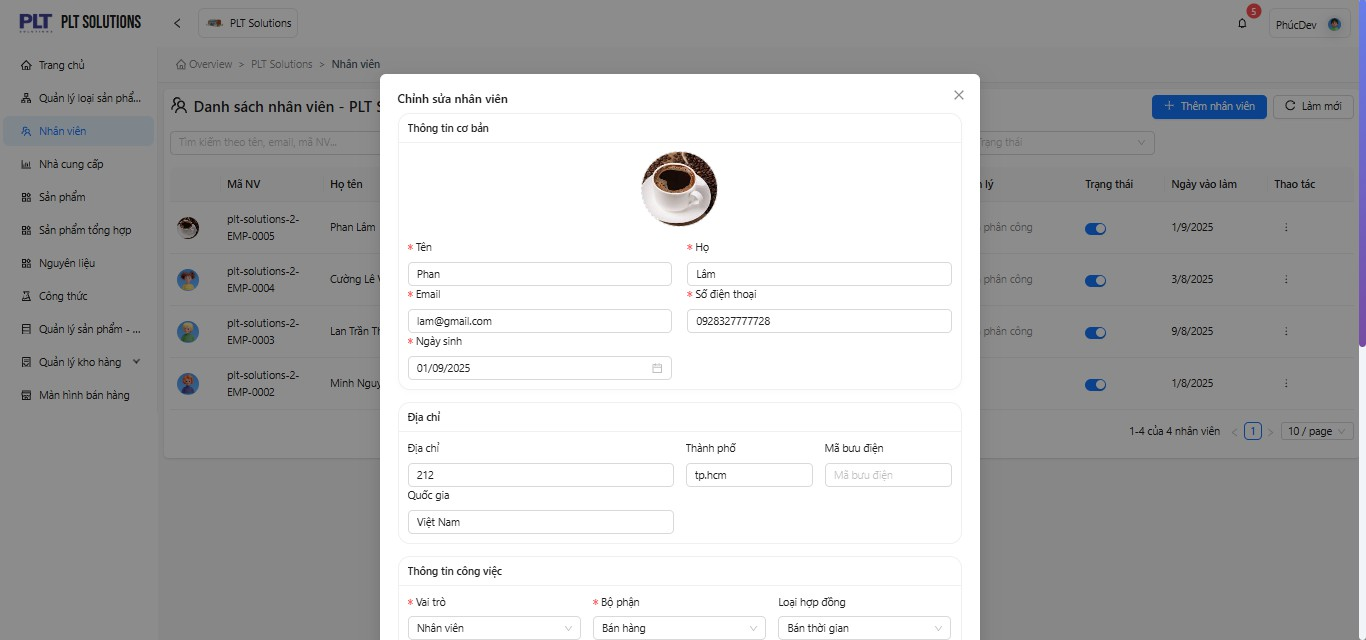 PLT PLT SOLUTIONS
SOLUTIONS
PLT Solutions
5
PhúcDev
Trang chủ
Quản lý loại sản phẩ...
Nhân viên
Nhà cung cấp
Sản phẩm
Sản phẩm tổng hợp
Nguyên liệu
Công thức
Quản lý sản phẩm - ...
Quản lý kho hàng
Màn hình bán hàng
Overview > PLT Solutions > Nhân viên
Danh sách nhân viên - PLT S
Thêm nhân viên
Làm mới
Tìm kiếm theo tên, email, mã NV...
rạng thái
Mã NV
Họ tên
lý
Trạng thái
Ngày vào làm
Thao tác
plt-solutions-2-
EMP-0005
Phan Lâm
phân công
1/9/2025
plt-solutions-2-
EMP-0004
Cường Lê V
phân công
3/8/2025
plt-solutions-2-
EMP-0003
Lan Trần Th
phân công
9/8/2025
plt-solutions-2-
EMP-0002
Minh Nguy
1/8/2025
1-4 của 4 nhân viên
1
10 / page
Chỉnh sửa nhân viên
Thông tin cơ bản
* Tên
* Họ
Phan
Lâm
* Email
* Số điện thoại
lam@gmail.com
0928327777728
* Ngày sinh
01/09/2025
Địa chỉ
Địa chỉ
Thành phố
Mã bưu điện
212
tp.hcm
Mã bưu điện
Quốc gia
Việt Nam
Thông tin công việc
* Vai trò
* Bộ phận
Loại hợp đồng
Nhân viên
Bán hàng
Bán thời gian